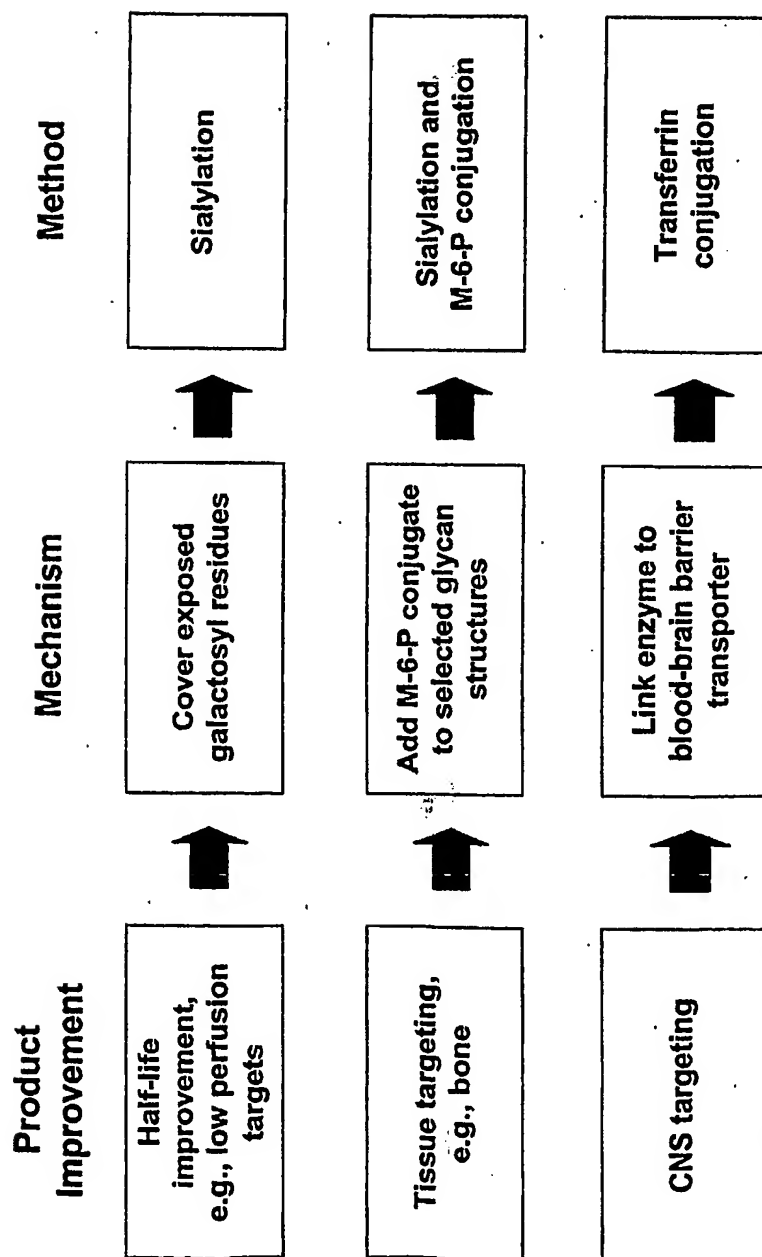 Product
Improvement
Mechanism
Method
Half-life
improvement,
e.g., low perfusion
targets
Cover exposed
galactosyl residues
Sialylation
Tissue targeting,
e.g., bone
Add M-6-P conjugate
to selected glycan
structures
Sialylation and
M-6-P conjugation
CNS targeting
Link enzyme to
blood-brain barrier
transporter
Transferrin
conjugation